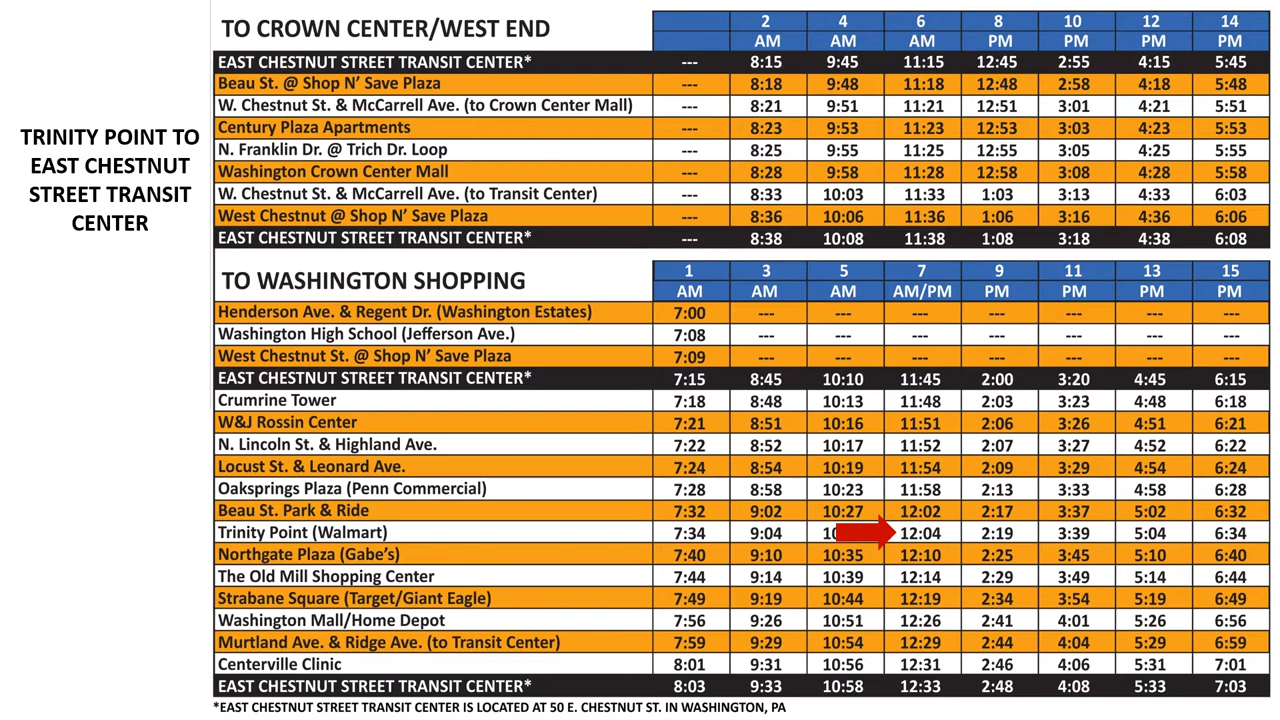 TRINITY POINT TO
EAST CHESTNUT
STREET TRANSIT
CENTER
TO CROWN CENTER/WEST END 2 4 6 8 10 12 14
AM AM AM PM PM PM PM
EAST CHESTNUT STREET TRANSIT CENTER* --- 8:15 9:45 11:15 12:45 2:55 4:15 5:45
Beau St. @ Shop N’ Save Plaza --- 8:18 9:48 11:18 12:48 2:58 4:18 5:48
W. Chestnut St. & McCarrell Ave. (to Crown Center Mall) --- 8:21 9:51 11:21 12:51 3:01 4:21 5:51
Century Plaza Apartments --- 8:23 9:53 11:23 12:53 3:03 4:23 5:53
N. Franklin Dr. @ Trich Dr. Loop --- 8:25 9:55 11:25 12:55 3:05 4:25 5:55
Washington Crown Center Mall --- 8:28 9:58 11:28 12:58 3:08 4:28 5:58
W. Chestnut St. & McCarrell Ave. (to Transit Center) --- 8:33 10:03 11:33 1:03 3:13 4:33 6:03
West Chestnut @ Shop N’ Save Plaza --- 8:36 10:06 11:36 1:06 3:16 4:36 6:06
EAST CHESTNUT STREET TRANSIT CENTER* --- 8:38 10:08 11:38 1:08 3:18 4:38 6:08
TO WASHINGTON SHOPPING 1 3 5 7 9 11 13 15
AM AM AM AM/PM PM PM PM PM
Henderson Ave. & Regent Dr. (Washington Estates) 7:00 --- --- --- --- --- --- ---
Washington High School (Jefferson Ave.) 7:08 --- --- --- --- --- --- ---
West Chestnut St. @ Shop N’ Save Plaza 7:09 --- --- --- --- --- --- ---
EAST CHESTNUT STREET TRANSIT CENTER* 7:15 8:45 10:10 11:45 2:00 3:20 4:45 6:15
Crumrine Tower 7:18 8:48 10:13 11:48 2:03 3:23 4:48 6:18
W&J Rossin Center 7:21 8:51 10:16 11:51 2:06 3:26 4:51 6:21
N. Lincoln St. & Highland Ave. 7:22 8:52 10:17 11:52 2:07 3:27 4:52 6:22
Locust St. & Leonard Ave. 7:24 8:54 10:19 11:54 2:09 3:29 4:54 6:24
Oaksprings Plaza (Penn Commercial) 7:28 8:58 10:23 11:58 2:13 3:33 4:58 6:28
Beau St. Park & Ride 7:32 9:02 10:27 12:02 2:17 3:37 5:02 6:32
Trinity Point (Walmart) 7:34 9:04 12:04 2:19 3:39 5:04 6:34
Northgate Plaza (Gabe’s) 7:40 9:10 10:35 12:10 2:25 3:45 5:10 6:40
The Old Mill Shopping Center 7:44 9:14 10:39 12:14 2:29 3:49 5:14 6:44
Strabane Square (Target/Giant Eagle) 7:49 9:19 10:44 12:19 2:34 3:54 5:19 6:49
Washington Mall/Home Depot 7:56 9:26 10:51 12:26 2:41 4:01 5:26 6:56
Murtland Ave. & Ridge Ave. (to Transit Center) 7:59 9:29 10:54 12:29 2:44 4:04 5:29 6:59
Centerville Clinic 8:01 9:31 10:56 12:31 2:46 4:06 5:31 7:01
EAST CHESTNUT STREET TRANSIT CENTER* 8:03 9:33 10:58 12:33 2:48 4:08 5:33 7:03
*EAST CHESTNUT STREET TRANSIT CENTER IS LOCATED AT 50 E. CHESTNUT ST. IN WASHINGTON, PA